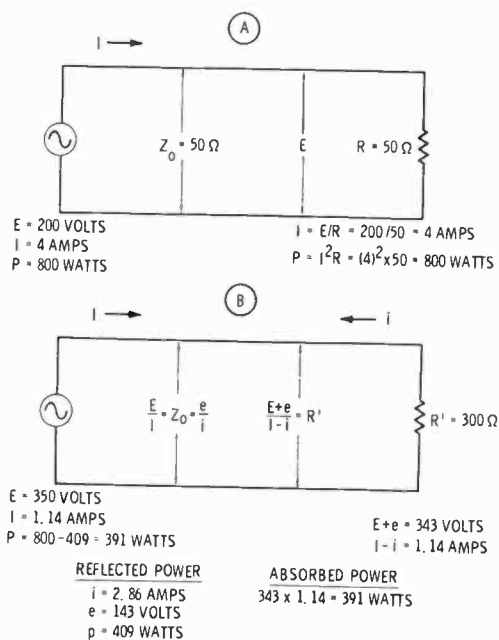 A
I
Z₀ = 50 Ω
E
R = 50 Ω
E = 200 VOLTS
I = 4 AMPS
P = 800 WATTS
I = E/R = 200/50 = 4 AMPS
P = I²R = (4)² x 50 = 800 WATTS
B
I
i
E/I = Z₀ = e/i
E+e/I-i = R'
R' = 300 Ω
E = 350 VOLTS
I = 1.14 AMPS
P = 800-409 = 391 WATTS
E+e = 343 VOLTS
I-i = 1.14 AMPS
REFLECTED POWER
i = 2.86 AMPS
e = 143 VOLTS
p = 409 WATTS
ABSORBED POWER
343 x 1.14 = 391 WATTS